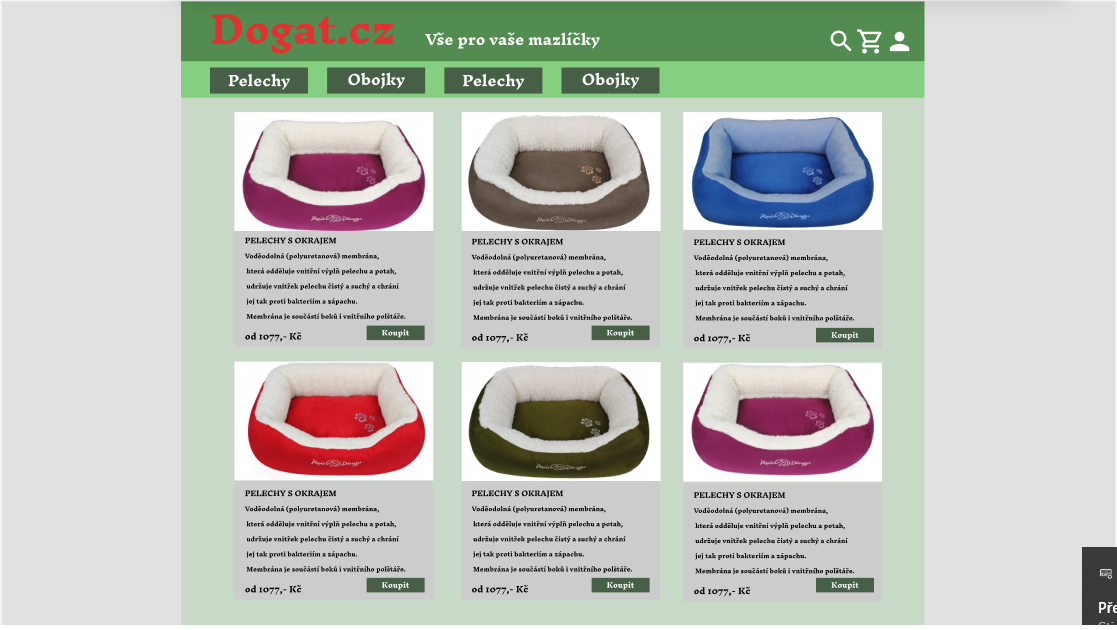 Dogat.cz
Vše pro vaše mazlíčky
Pelechy
Obojky
Pelechy
Obojky
PELECHY S OKRAJEM
Voděodolná (polyuretanová) membrána,
která odděluje vnitřní výplň pelechu a potah,
udržuje vnitřek pelechu čistý a suchý a chrání
jej tak proti bakteriím a zápachu.
Membrána je součástí boků i vnitřního polštáře.
od 1077,- Kč
Koupit
PELECHY S OKRAJEM
Voděodolná (polyuretanová) membrána,
která odděluje vnitřní výplň pelechu a potah,
udržuje vnitřek pelechu čistý a suchý a chrání
jej tak proti bakteriím a zápachu.
Membrána je součástí boků i vnitřního polštáře.
od 1077,- Kč
Koupit
PELECHY S OKRAJEM
Voděodolná (polyuretanová) membrána,
která odděluje vnitřní výplň pelechu a potah,
udržuje vnitřek pelechu čistý a suchý a chrání
jej tak proti bakteriím a zápachu.
Membrána je součástí boků i vnitřního polštáře.
od 1077,- Kč
Koupit
PELECHY S OKRAJEM
Voděodolná (polyuretanová) membrána,
která odděluje vnitřní výplň pelechu a potah,
udržuje vnitřek pelechu čistý a suchý a chrání
jej tak proti bakteriím a zápachu.
Membrána je součástí boků i vnitřního polštáře.
od 1077,- Kč
Koupit
PELECHY S OKRAJEM
Voděodolná (polyuretanová) membrána,
která odděluje vnitřní výplň pelechu a potah,
udržuje vnitřek pelechu čistý a suchý a chrání
jej tak proti bakteriím a zápachu.
Membrána je součástí boků i vnitřního polštáře.
od 1077,- Kč
Koupit
PELECHY S OKRAJEM
Voděodolná (polyuretanová) membrána,
která odděluje vnitřní výplň pelechu a potah,
udržuje vnitřek pelechu čistý a suchý a chrání
jej tak proti bakteriím a zápachu.
Membrána je součástí boků i vnitřního polštáře.
od 1077,- Kč
Koupit
Pře